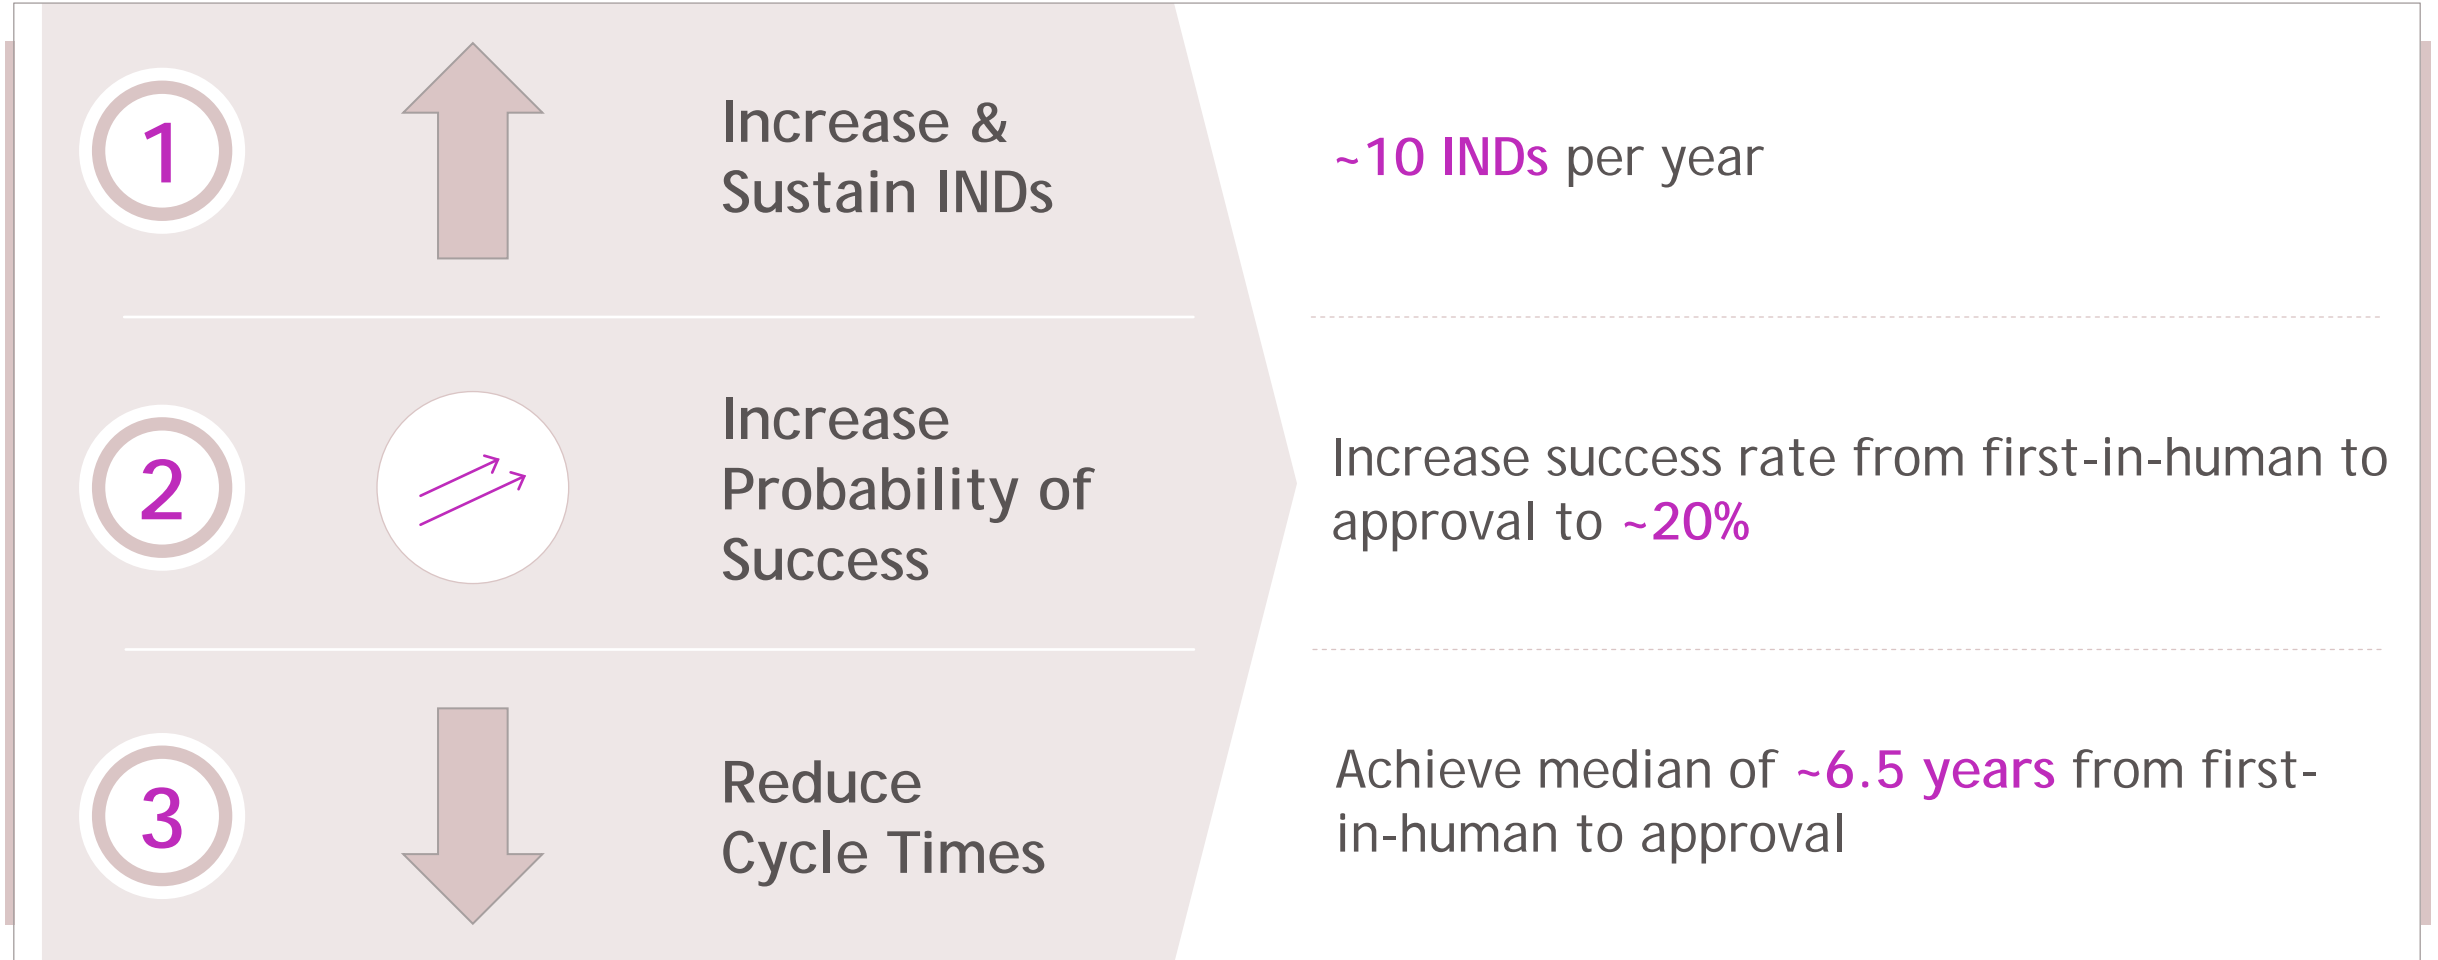 1
Increase &
Sustain INDs
~10 INDs per year
2
Increase
Probability of
Success
Increase success rate from first-in-human to
approval to ~20%
3
Reduce
Cycle Times
Achieve median of ~6.5 years from first-
in-human to approval